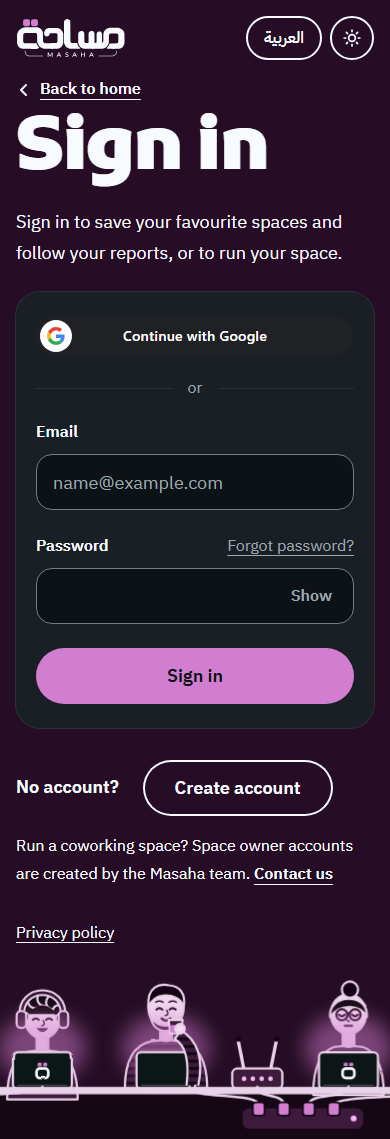 مساحة
MASAHA
العربية
Back to home
Sign in
Sign in to save your favourite spaces and
follow your reports, or to run your space.
Continue with Google
or
Email
name@example.com
Password Forgot password?
Show
Sign in
No account? Create account
Run a coworking space? Space owner accounts
are created by the Masaha team. Contact us
Privacy policy